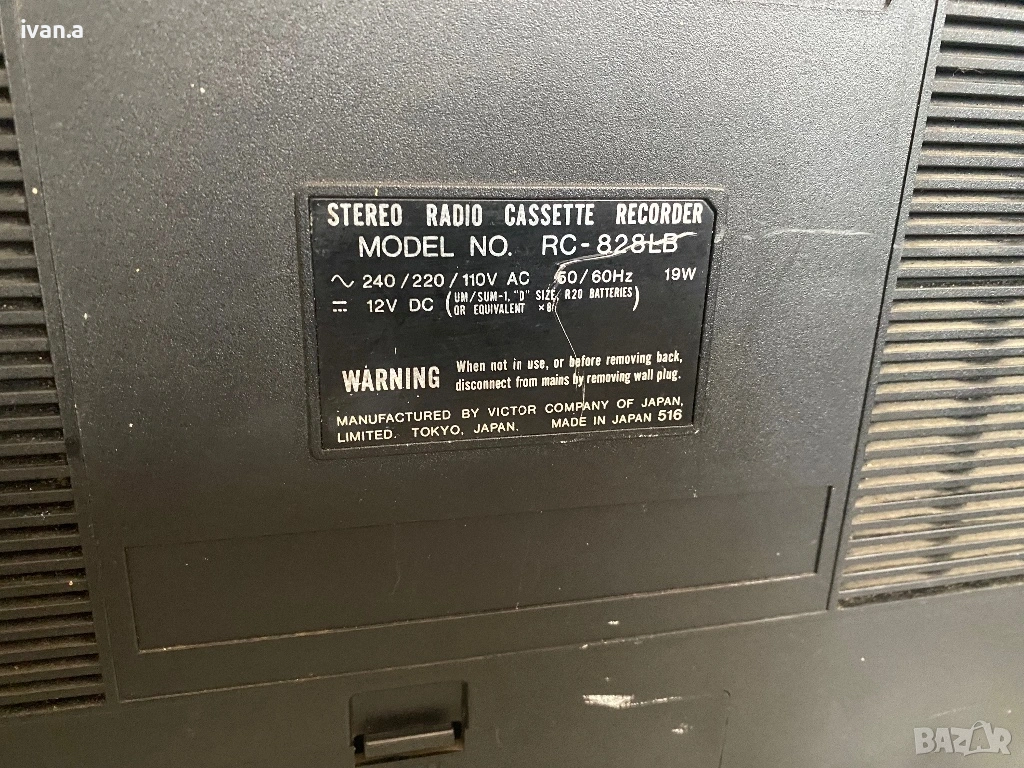 ivan.a
STEREO RADIO CASSETTE RECORDER
MODEL NO. RC-828LB
∿ 240/220/110V AC 50/60Hz 19W
⎓ 12V DC (UM/SUM-1, "D" SIZE, R20 BATTERIES
OR EQUIVALENT ×8)
WARNING When not in use, or before removing back,
disconnect from mains by removing wall plug.
MANUFACTURED BY VICTOR COMPANY OF JAPAN,
LIMITED. TOKYO, JAPAN. MADE IN JAPAN 516
BAZAR